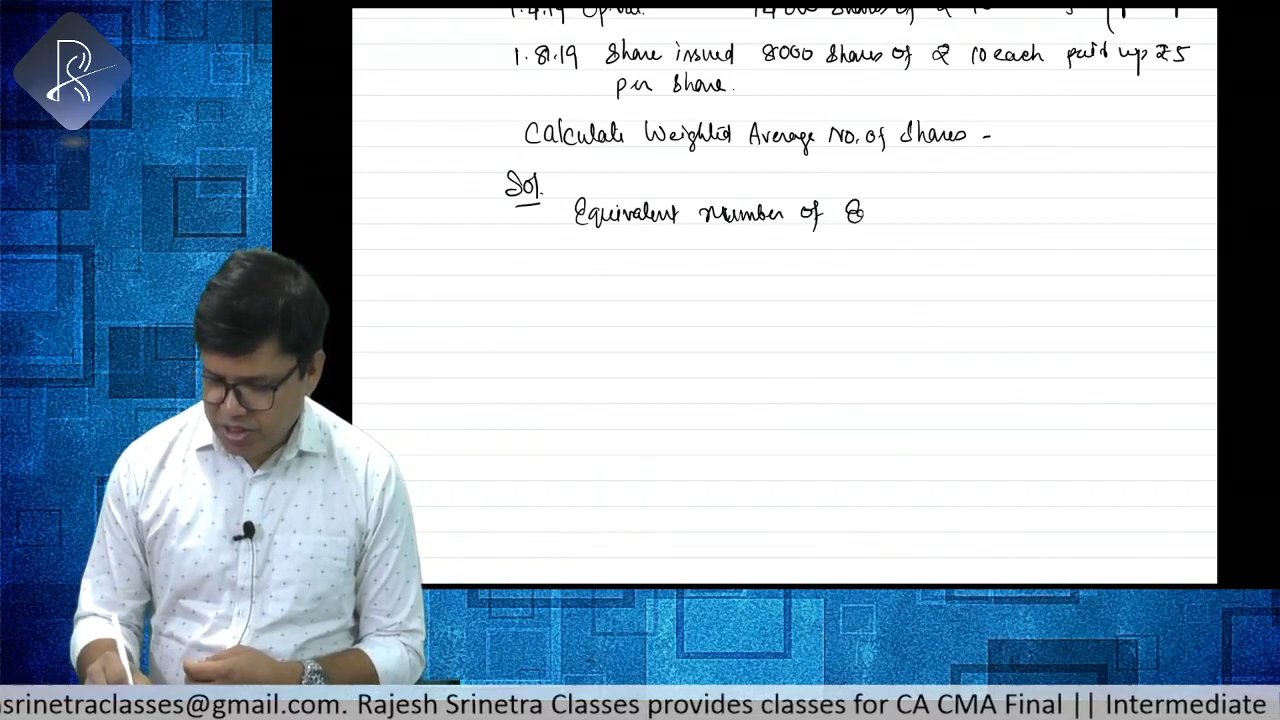 1.8.19 Share issued 8000 Shares of ₹ 10 each paid up ₹5
per Share.
Calculate Weighted Average No. of Shares -
Sol.
Equivalent number of
srinetraclasses@gmail.com. Rajesh Srinetra Classes provides classes for CA CMA Final || Intermediate